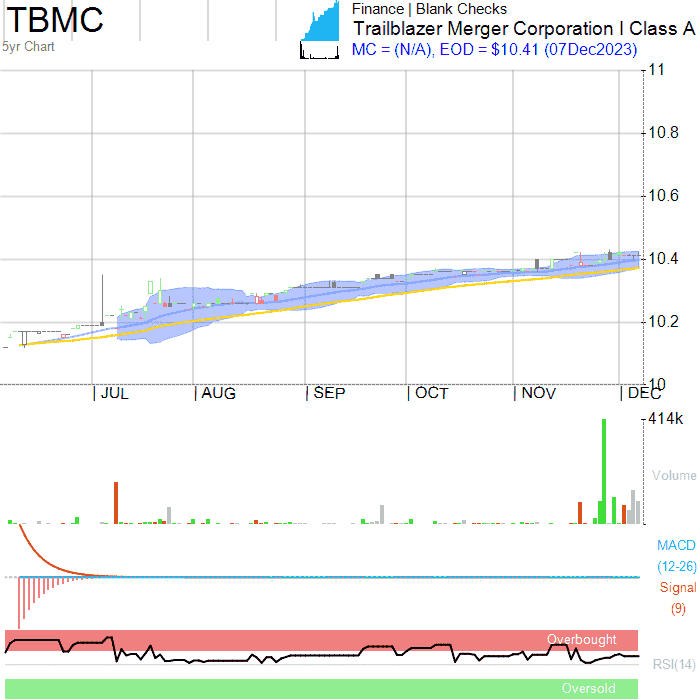 TBMC
5yr Chart
Finance | Blank Checks
Trailblazer Merger Corporation I Class A
MC = (N/A), EOD = $10.41 (07Dec2023)
11
10.8
10.6
10.4
10.2
10
JUL AUG SEP OCT NOV DEC
414k
Volume
MACD
(12-26)
Signal
(9)
Overbought
RSI(14)
Oversold